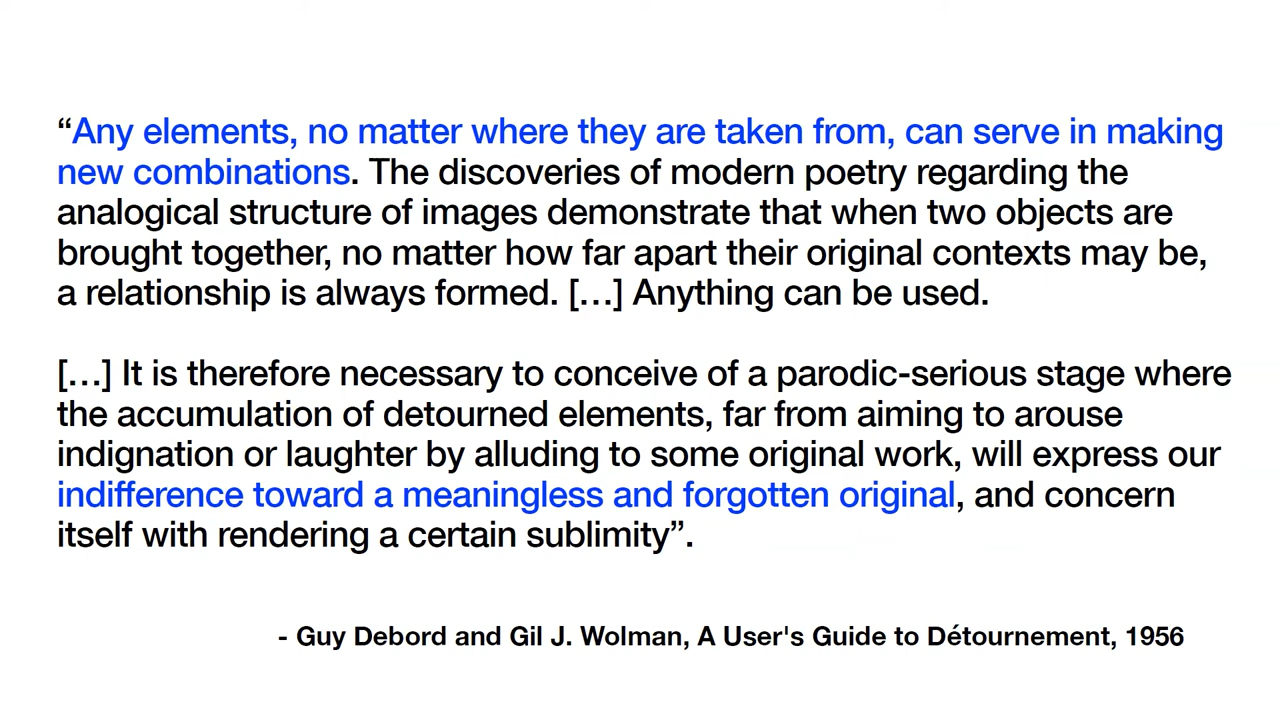 “Any elements, no matter where they are taken from, can serve in making
new combinations. The discoveries of modern poetry regarding the
analogical structure of images demonstrate that when two objects are
brought together, no matter how far apart their original contexts may be,
a relationship is always formed. […] Anything can be used.
[…] It is therefore necessary to conceive of a parodic-serious stage where
the accumulation of detourned elements, far from aiming to arouse
indignation or laughter by alluding to some original work, will express our
indifference toward a meaningless and forgotten original, and concern
itself with rendering a certain sublimity”.
- Guy Debord and Gil J. Wolman, A User's Guide to Détournement, 1956